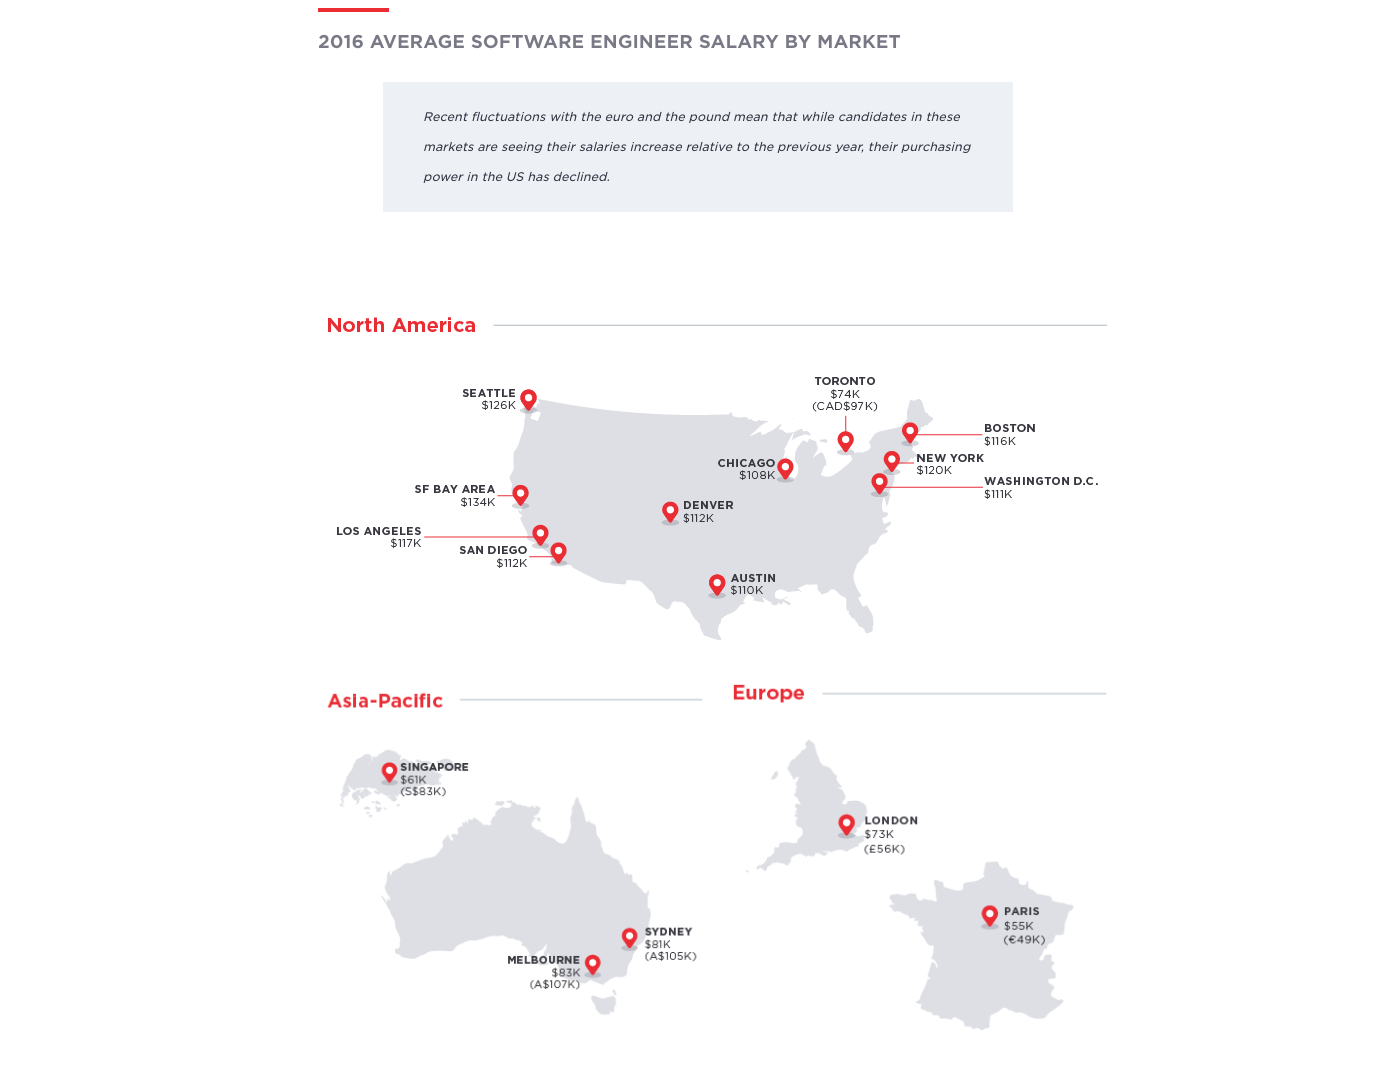 2016 AVERAGE SOFTWARE ENGINEER SALARY BY MARKET
Recent fluctuations with the euro and the pound mean that while candidates in these
markets are seeing their salaries increase relative to the previous year, their purchasing
power in the US has declined.
North America
SEATTLE
$126K
TORONTO
$74K
(CAD$97K)
BOSTON
$116K
CHICAGO
$108K
NEW YORK
$120K
WASHINGTON D.C.
$111K
SF BAY AREA
$134K
DENVER
$112K
LOS ANGELES
$117K
SAN DIEGO
$112K
AUSTIN
$110K
Asia-Pacific
SINGAPORE
$61K
(S$83K)
SYDNEY
$81K
(A$105K)
MELBOURNE
$83K
(A$107K)
Europe
LONDON
$73K
(£56K)
PARIS
$55K
(€49K)